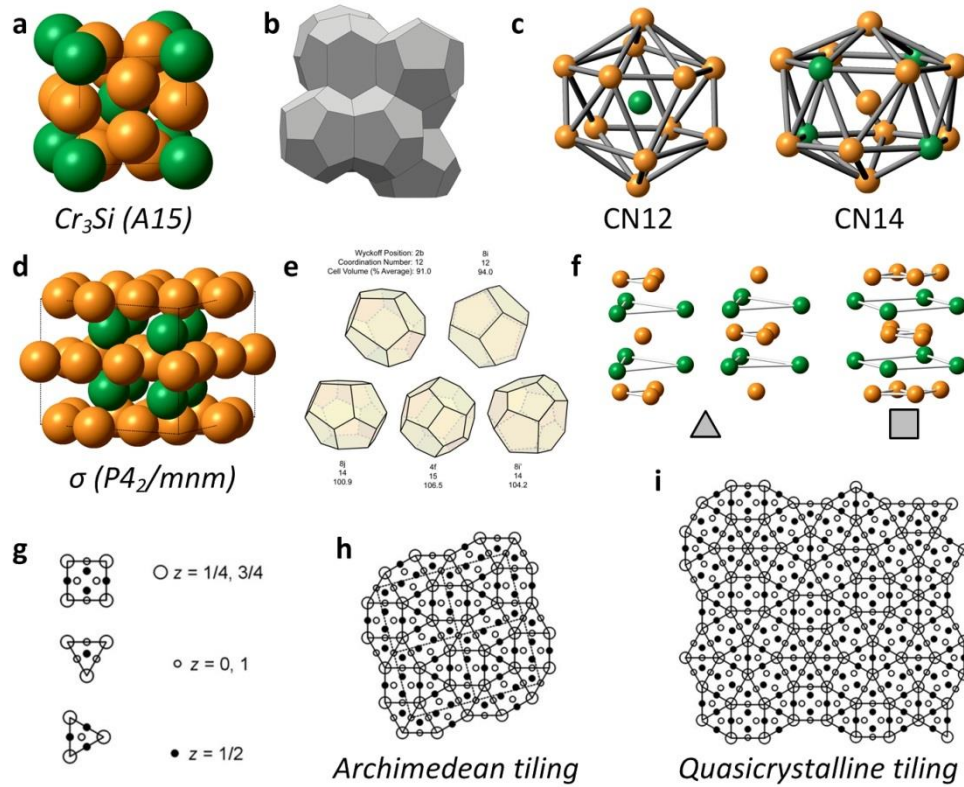 a
b
c
Cr₃Si (A15)
CN12
CN14
d
e
f
Wyckoff Position: 2b
Coordination Number: 12
Cell Volume (% Average): 91.0
8i
12
94.0
8j
14
100.9
4f
15
106.5
8i'
14
104.2
σ (P4₂/mnm)
g
h
i
z = 1/4, 3/4
z = 0, 1
z = 1/2
Archimedean tiling
Quasicrystalline tiling